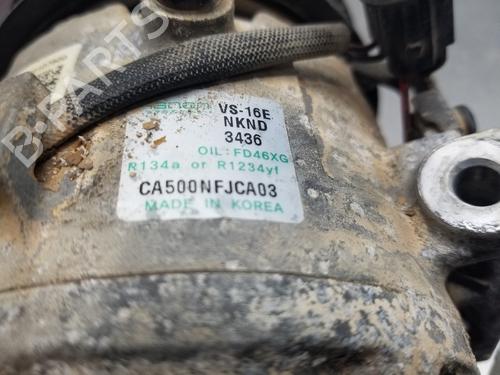 VS-16E
NKND
3436
OIL:FD46XG
R134a or R1234yf
CA500NFJCA03
MADE IN KOREA
B-PARTS